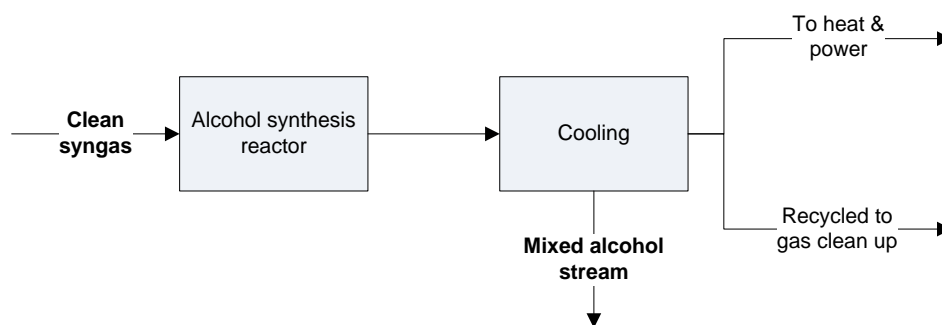 Clean
syngas
Alcohol synthesis
reactor
Cooling
To heat &
power
Recycled to
gas clean up
Mixed alcohol
stream